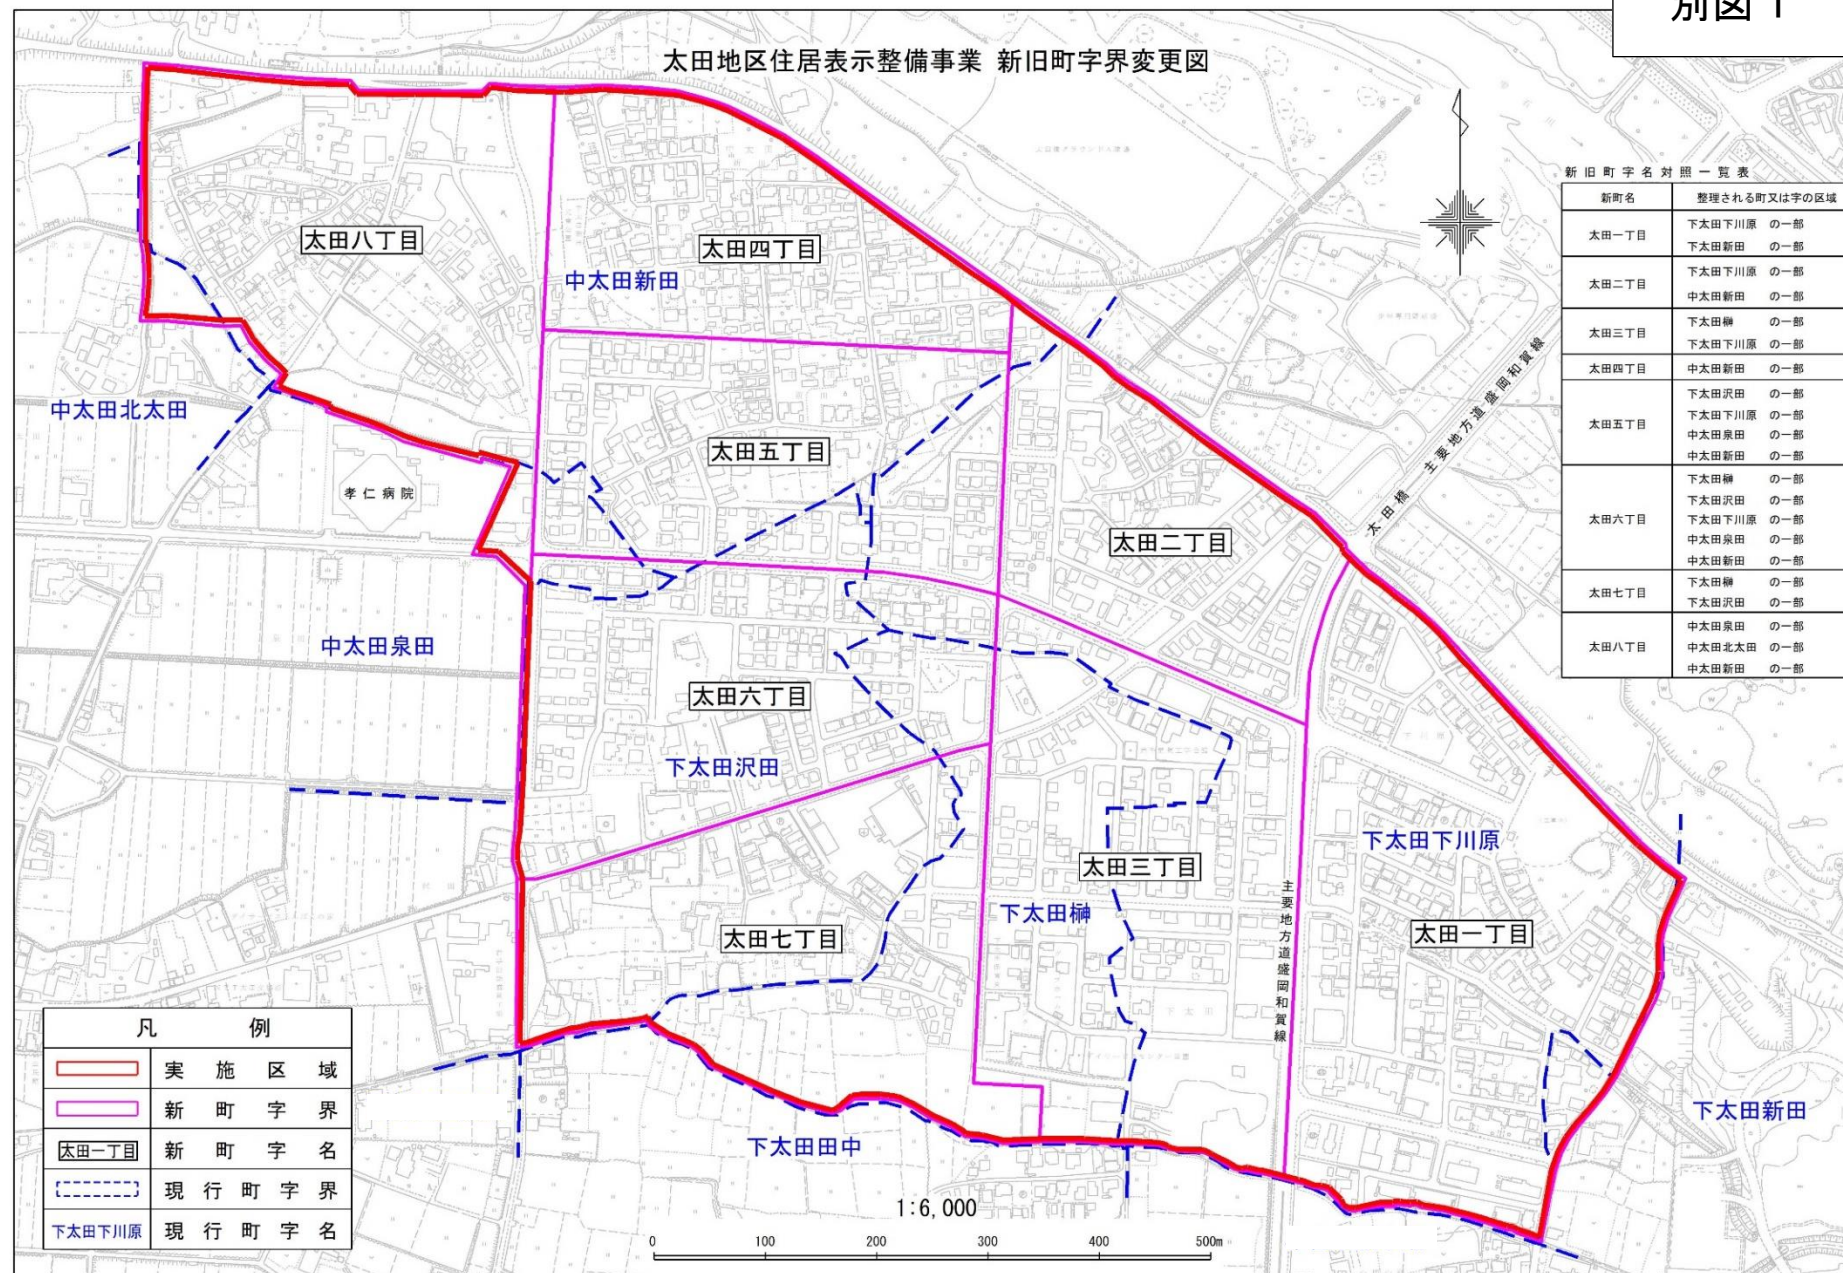 別図1
太田地区住居表示整備事業 新旧町字界変更図
新旧町字名対照一覧表
新町名 整理される町又は字の区域
太田一丁目 下太田下川原 の一部
下太田新田 の一部
太田二丁目 下太田下川原 の一部
中太田新田 の一部
太田三丁目 下太田榊 の一部
下太田下川原 の一部
太田四丁目 中太田新田 の一部
太田五丁目 下太田沢田 の一部
下太田下川原 の一部
中太田泉田 の一部
中太田新田 の一部
太田六丁目 下太田榊 の一部
下太田沢田 の一部
下太田下川原 の一部
中太田泉田 の一部
中太田新田 の一部
太田七丁目 下太田榊 の一部
下太田沢田 の一部
太田八丁目 中太田泉田 の一部
中太田北太田 の一部
中太田新田 の一部
太田八丁目
太田四丁目
中太田新田
主要地方道盛岡和賀線
中太田北太田
太田五丁目
孝仁病院
太田橋
太田二丁目
中太田泉田
太田六丁目
下太田沢田
下太田下川原
太田三丁目
主要地方道盛岡和賀線
下太田榊
太田七丁目
太田一丁目
下太田新田
下太田田中
凡例
実施区域
新町字界
太田一丁目 新町字名
現行町字界
下太田下川原 現行町字名
1:6,000
0 100 200 300 400 500m